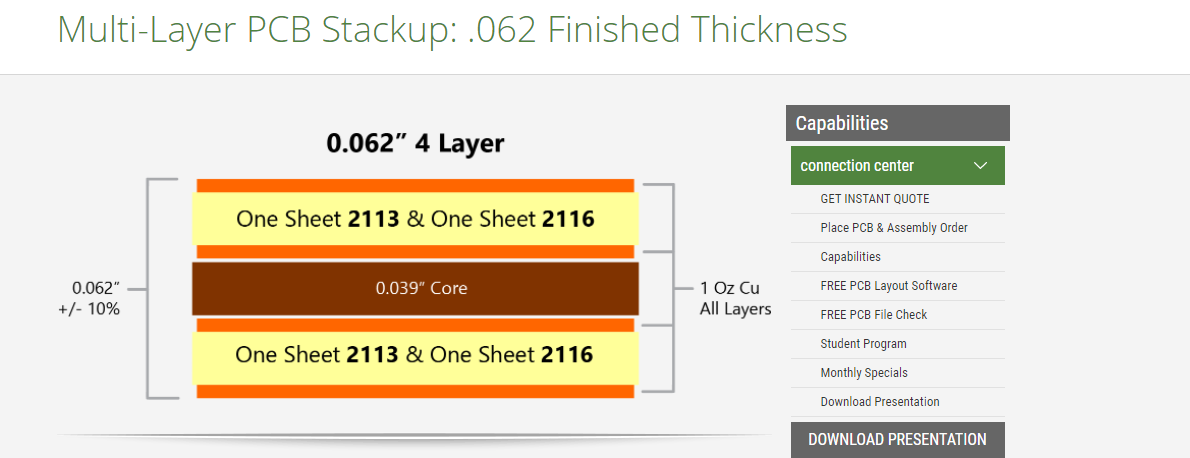 Multi-Layer PCB Stackup: .062 Finished Thickness
0.062” 4 Layer
One Sheet 2113 & One Sheet 2116
0.039” Core
One Sheet 2113 & One Sheet 2116
0.062”
+/- 10%
1 Oz Cu
All Layers
Capabilities
connection center
GET INSTANT QUOTE
Place PCB & Assembly Order
Capabilities
FREE PCB Layout Software
FREE PCB File Check
Student Program
Monthly Specials
Download Presentation
DOWNLOAD PRESENTATION